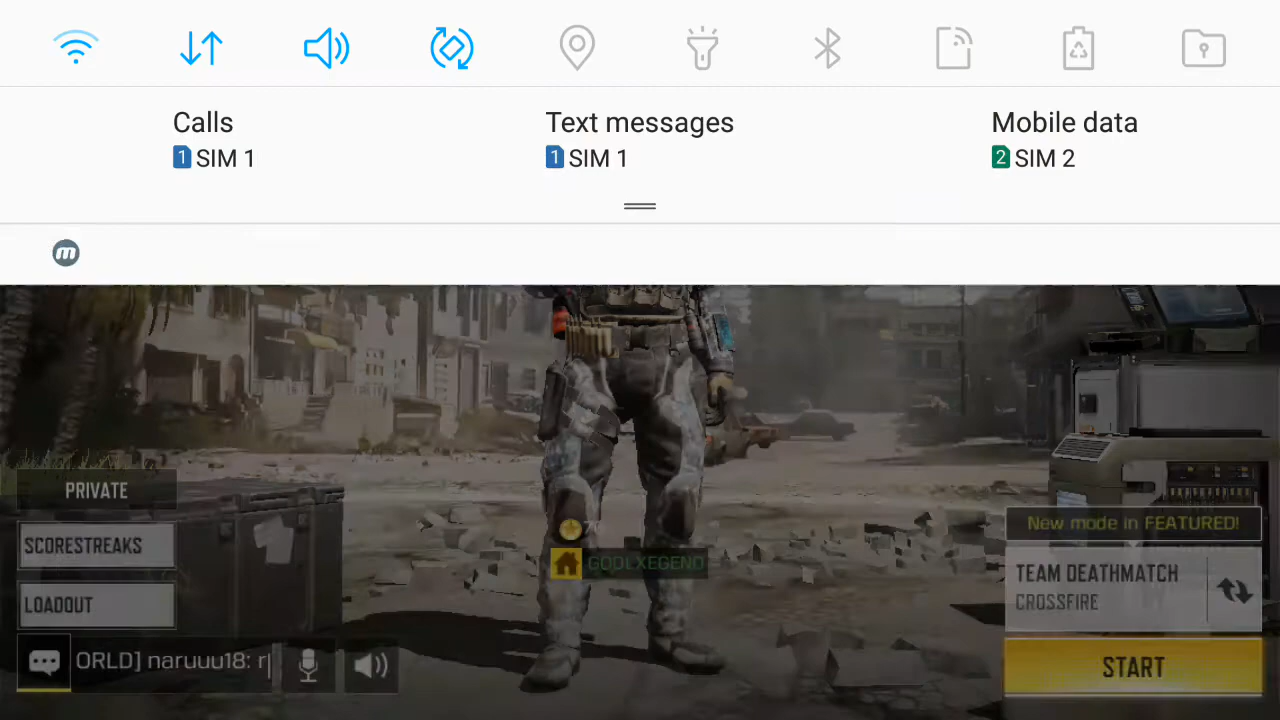 Calls
1 SIM 1
Text messages
1 SIM 1
Mobile data
2 SIM 2
m
PRIVATE
SCORESTREAKS
LOADOUT
ORLD] naruuu18: r
GODLXEGEND
New mode in FEATURED!
TEAM DEATHMATCH
CROSSFIRE
START